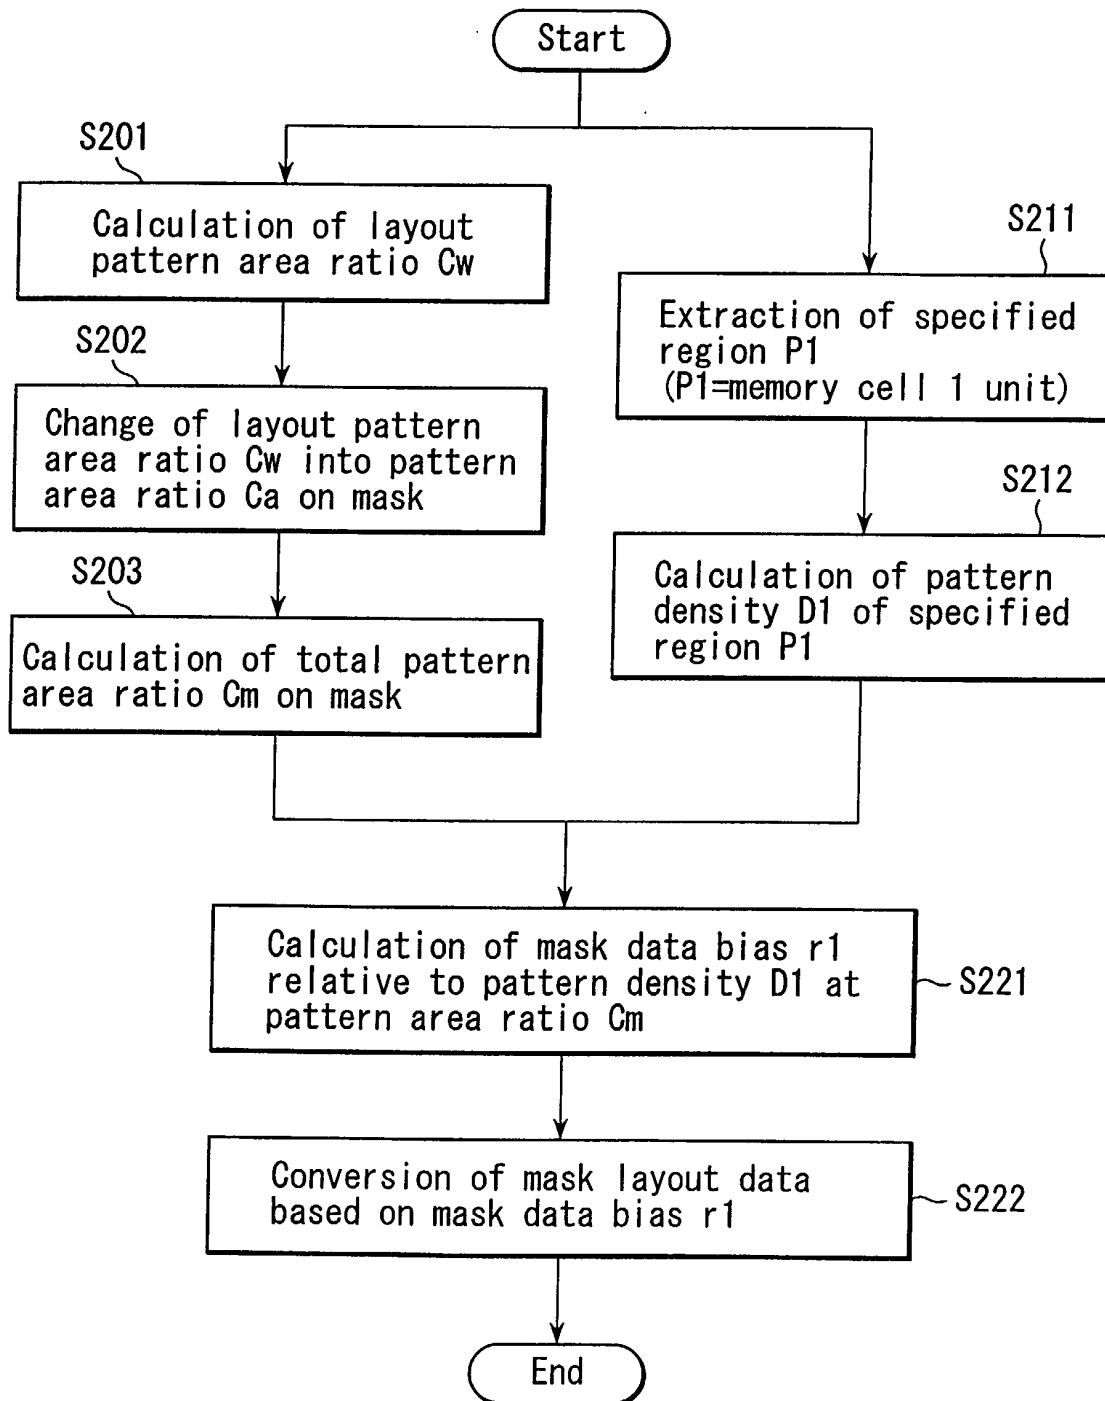 Start
S201
Calculation of layout
pattern area ratio Cw
S202
Change of layout pattern
area ratio Cw into pattern
area ratio Ca on mask
S203
Calculation of total pattern
area ratio Cm on mask
S211
Extraction of specified
region P1
(P1=memory cell 1 unit)
S212
Calculation of pattern
density D1 of specified
region P1
Calculation of mask data bias r1
relative to pattern density D1 at
pattern area ratio Cm
S221
Conversion of mask layout data
based on mask data bias r1
S222
End